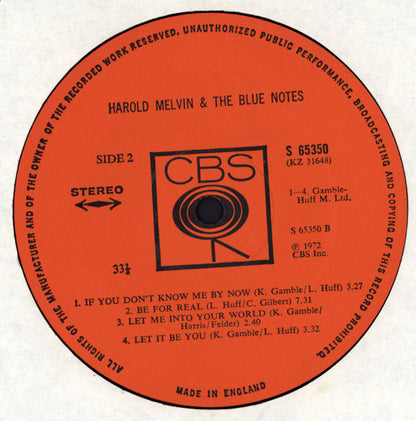 ALL RIGHTS OF THE MANUFACTURER AND OF THE OWNER OF THE RECORDED WORK RESERVED. UNAUTHORIZED PUBLIC PERFORMANCE, BROADCASTING AND COPYING OF THIS RECORD PROHIBITED.
HAROLD MELVIN & THE BLUE NOTES
SIDE 2
CBS
S 65350
(KZ 31648)
STEREO
1—4 Gamble-
Huff M. Ltd.
S 65350 B
℗ 1972
CBS Inc.
33⅓
1. IF YOU DON'T KNOW ME BY NOW (K. Gamble/L. Huff) 3.27
2. BE FOR REAL (L. Huff/C. Gilbert) 7.31
3. LET ME INTO YOUR WORLD (K. Gamble/
Harris/Felder) 2.40
4. LET IT BE YOU (K. Gamble/L. Huff) 3.32
MADE IN ENGLAND